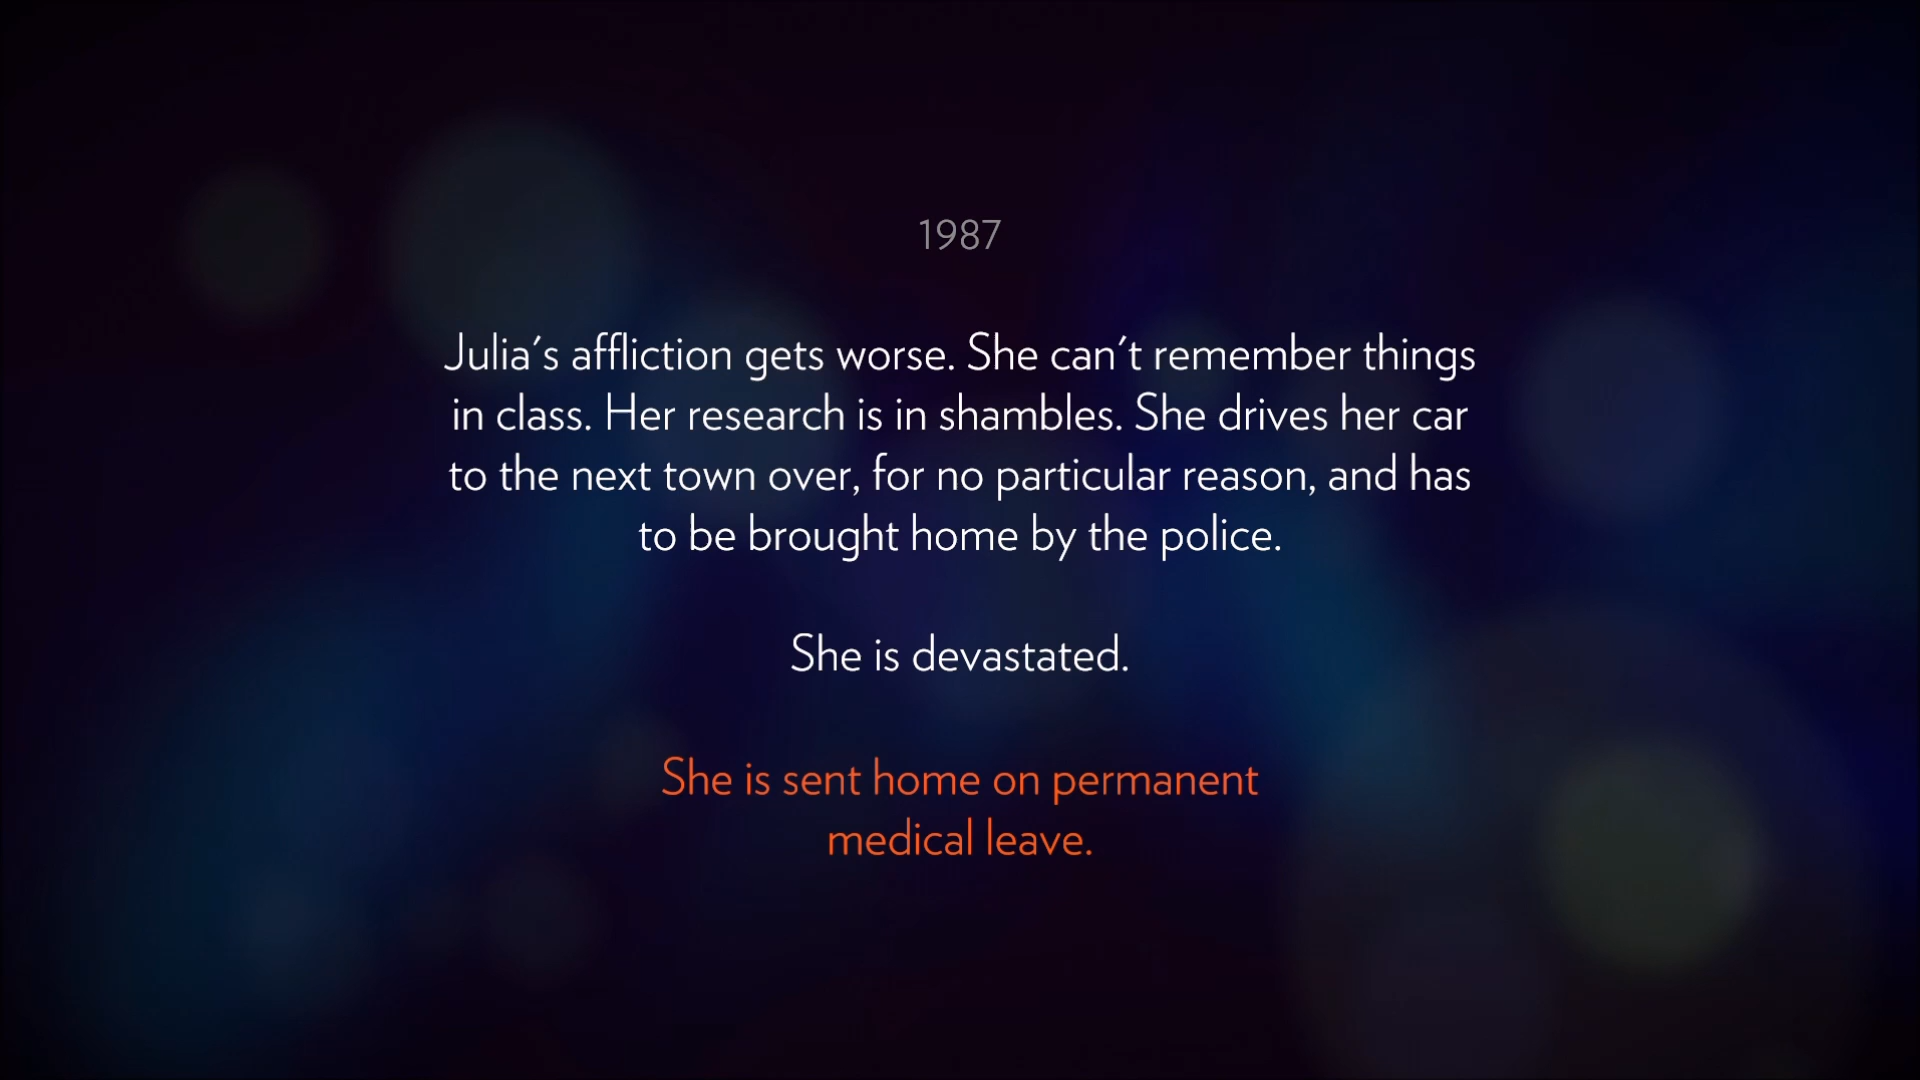 1987
Julia's affliction gets worse. She can't remember things
in class. Her research is in shambles. She drives her car
to the next town over, for no particular reason, and has
to be brought home by the police.
She is devastated.
She is sent home on permanent
medical leave.